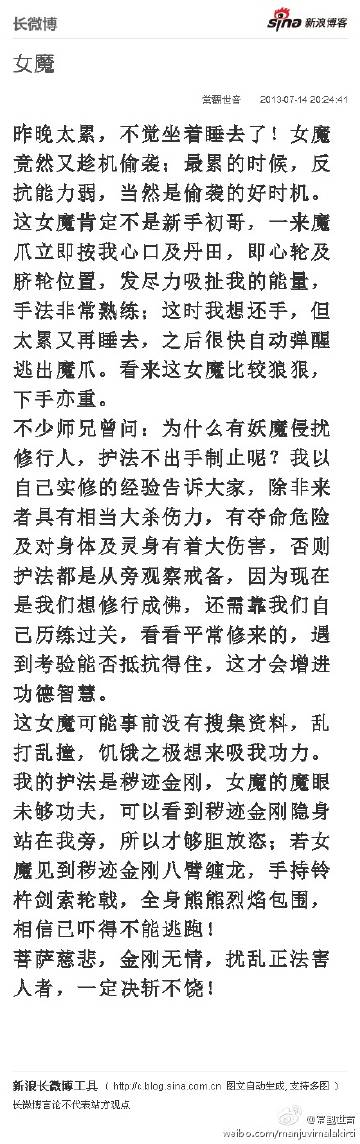 长微博
sina 新浪博客
女魔
2013-07-14 20:24:41
昨晚太累，不觉坐着睡去了！女魔
竟然又趁机偷袭；最累的时候，反
抗能力弱，当然是偷袭的好时机。
这女魔肯定不是新手初哥，一来魔
爪立即按我心口及丹田，即心轮及
脐轮位置，发尽力吸扯我的能量，
手法非常熟练；这时我想还手，但
太累又再睡去，之后很快自动弹醒
逃出魔爪。看来这女魔比较狼狠，
下手亦重。
不少师兄曾问：为什么有妖魔侵扰
修行人，护法不出手制止呢？我以
自己实修的经验告诉大家，除非来
者具有相当大杀伤力，有夺命危险
及对身体及灵身有着大伤害，否则
护法都是从旁观察戒备，因为现在
是我们想修行成佛，还需靠我们自
己历练过关，看看平常修来的，遇
到考验能否抵抗得住，这才会增进
功德智慧。
这女魔可能事前没有搜集资料，乱
打乱撞，饥饿之极想来吸我功力。
我的护法是秽迹金刚，女魔的魔眼
未够功夫，可以看到秽迹金刚隐身
站在我旁，所以才够胆放恣；若女
魔见到秽迹金刚八臂缠龙，手持铃
杵剑索轮戟，全身熊熊烈焰包围，
相信已吓得不能逃跑！
菩萨慈悲，金刚无情，扰乱正法害
人者，一定决斩不饶！
新浪长微博工具 （ http://c.blog.sina.com.cn 图文自动生成, 支持多图 ）
长微博言论不代表站方观点
weibo.com/manjuvimalakirti